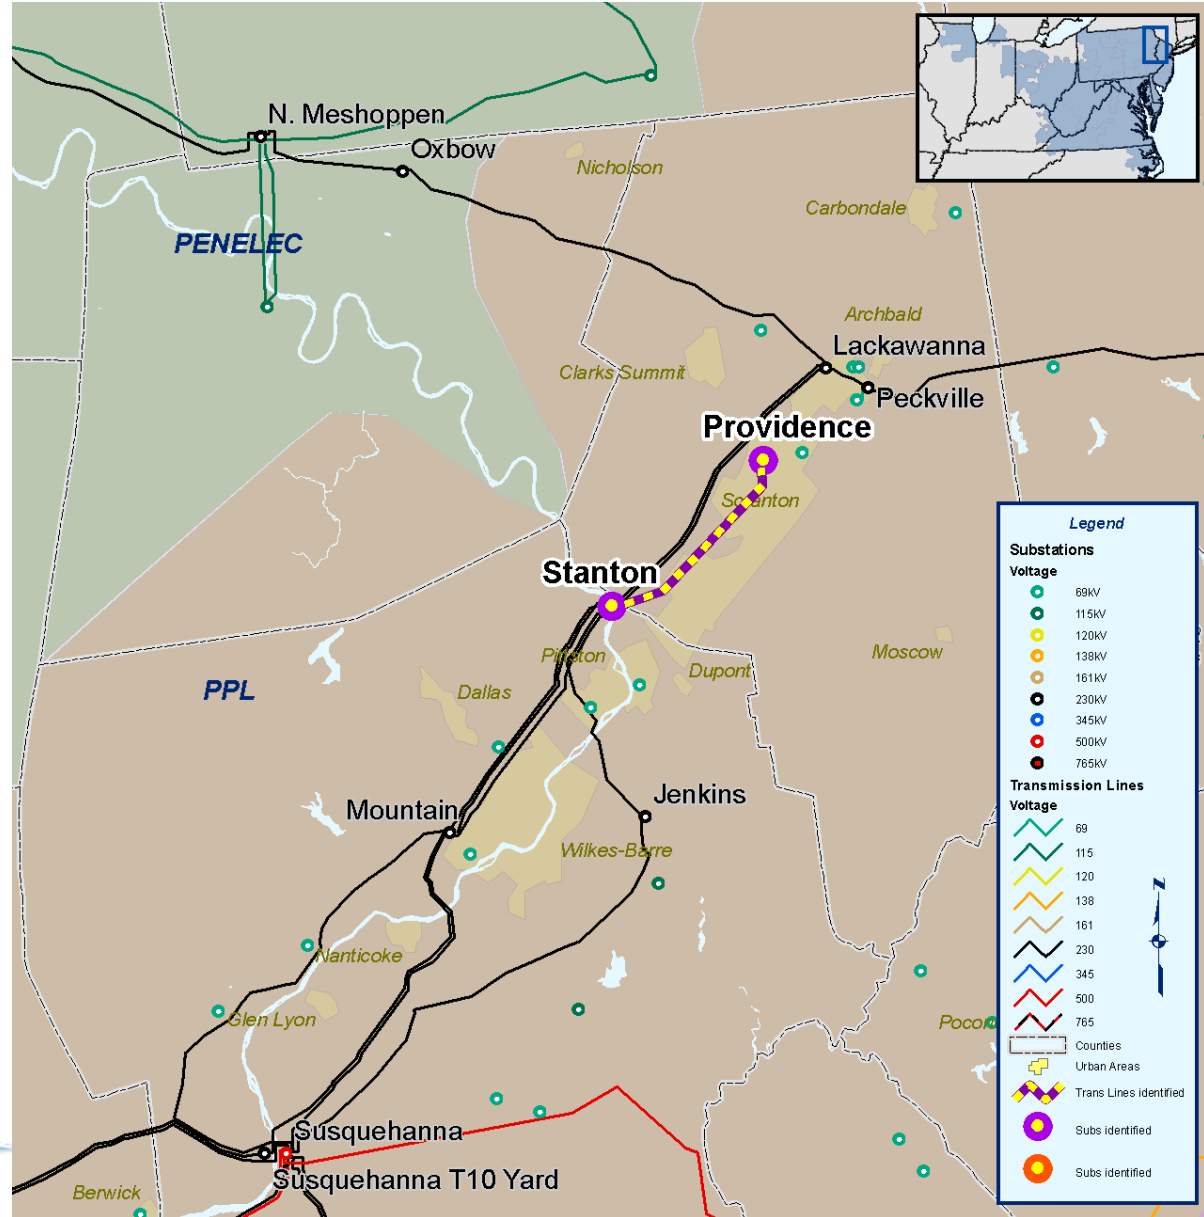 N. Meshoppen
Oxbow
Nicholson
Carbondale
PENELEC
Archbald
Lackawanna
Clarks Summit
Peckville
Providence
Scranton
Stanton
Pittston
Dupont
Moscow
PPL
Dallas
Mountain
Jenkins
Wilkes-Barre
Nanticoke
Glen Lyon
Pocon
Susquehanna
Susquehanna T10 Yard
Berwick
Legend
Substations
Voltage
69kV
115kV
120kV
138kV
161kV
230kV
345kV
500kV
765kV
Transmission Lines
Voltage
69
115
120
138
161
230
345
500
765
Counties
Urban Areas
Trans Lines identified
Subs identified
Subs identified
N